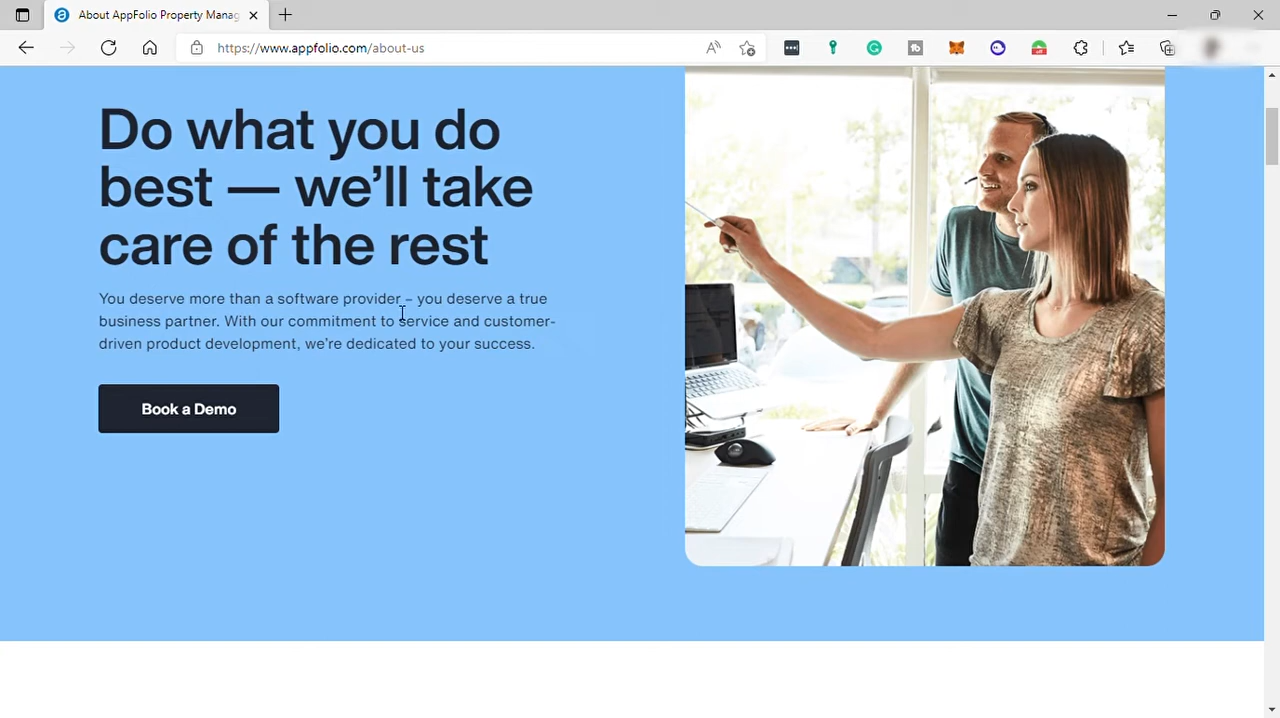 About AppFolio Property Manag
https://www.appfolio.com/about-us
Do what you do
best — we’ll take
care of the rest
You deserve more than a software provider – you deserve a true
business partner. With our commitment to service and customer-
driven product development, we’re dedicated to your success.
Book a Demo